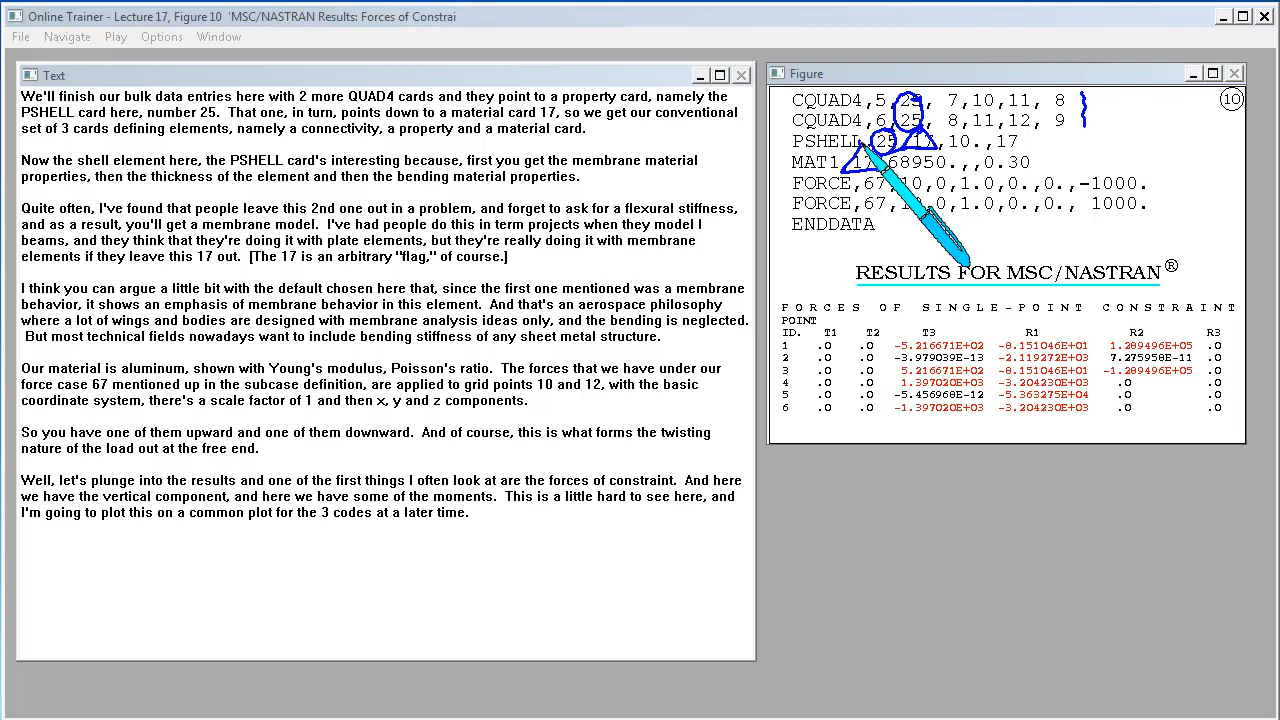 Online Trainer - Lecture 17, Figure 10 'MSC/NASTRAN Results: Forces of Constrai
File Navigate Play Options Window
Text
We'll finish our bulk data entries here with 2 more QUAD4 cards and they point to a property card, namely the
PSHELL card here, number 25. That one, in turn, points down to a material card 17, so we get our conventional
set of 3 cards defining elements, namely a connectivity, a property and a material card.
Now the shell element here, the PSHELL card's interesting because, first you get the membrane material
properties, then the thickness of the element and then the bending material properties.
Quite often, I've found that people leave this 2nd one out in a problem, and forget to ask for a flexural stiffness,
and as a result, you'll get a membrane model. I've had people do this in term projects when they model I
beams, and they think that they're doing it with plate elements, but they're really doing it with membrane
elements if they leave this 17 out. [The 17 is an arbitrary "flag," of course.]
I think you can argue a little bit with the default chosen here that, since the first one mentioned was a membrane
behavior, it shows an emphasis of membrane behavior in this element. And that's an aerospace philosophy
where a lot of wings and bodies are designed with membrane analysis ideas only, and the bending is neglected.
But most technical fields nowadays want to include bending stiffness of any sheet metal structure.
Our material is aluminum, shown with Young's modulus, Poisson's ratio. The forces that we have under our
force case 67 mentioned up in the subcase definition, are applied to grid points 10 and 12, with the basic
coordinate system, there's a scale factor of 1 and then x, y and z components.
So you have one of them upward and one of them downward. And of course, this is what forms the twisting
nature of the load out at the free end.
Well, let's plunge into the results and one of the first things I often look at are the forces of constraint. And here
we have the vertical component, and here we have some of the moments. This is a little hard to see here, and
I'm going to plot this on a common plot for the 3 codes at a later time.
Figure
10
CQUAD4,5,25, 7,10,11, 8
CQUAD4,6,25, 8,11,12, 9
PSHELL,25,17,10.,17
MAT1,17,68950.,,0.30
FORCE,67,10,0,1.0,0.,0.,-1000.
FORCE,67, ,0,1.0,0.,0., 1000.
ENDDATA
RESULTS FOR MSC/NASTRAN®
FORCES OF SINGLE-POINT CONSTRAINT
POINT
ID. T1 T2 T3 R1 R2 R3
1 .0 .0 -5.216671E+02 -8.151046E+01 1.289496E+05 .0
2 .0 .0 -3.979039E-13 -2.119272E+03 7.275958E-11 .0
3 .0 .0 5.216671E+02 -8.151046E+01 -1.289496E+05 .0
4 .0 .0 1.397020E+03 -3.204230E+03 .0 .0
5 .0 .0 -5.456968E-12 -5.363275E+04 .0 .0
6 .0 .0 -1.397020E+03 -3.204230E+03 .0 .0